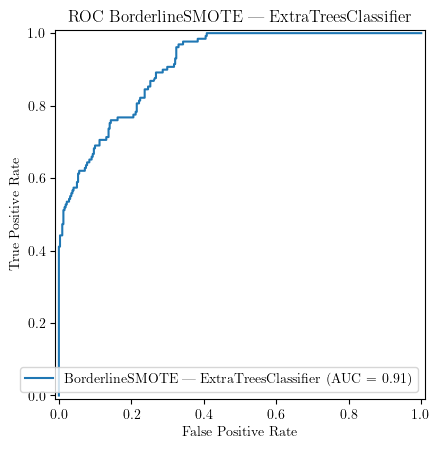 ROC BorderlineSMOTE — ExtraTreesClassifier
1.0
0.8
0.6
0.4
0.2
0.0
True Positive Rate
BorderlineSMOTE — ExtraTreesClassifier (AUC = 0.91)
0.0 0.2 0.4 0.6 0.8 1.0
False Positive Rate